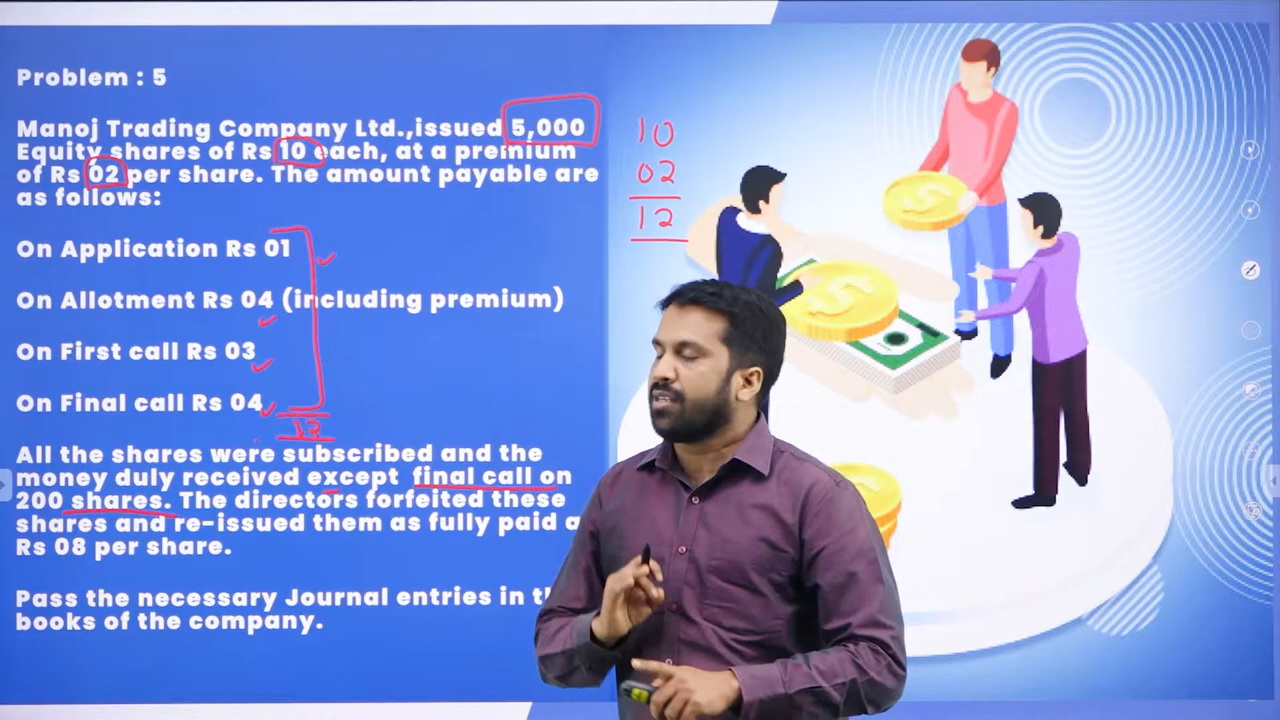 Problem : 5
Manoj Trading Company Ltd.,issued 5,000
Equity shares of Rs 10 each, at a premium
of Rs 02 per share. The amount payable are
as follows:
On Application Rs 01
On Allotment Rs 04 (including premium)
On First call Rs 03
On Final call Rs 04
12
All the shares were subscribed and the
money duly received except final call on
200 shares. The directors forfeited these
shares and re-issued them as fully paid
Rs 08 per share.
Pass the necessary Journal entries in
books of the company.
10
02
12